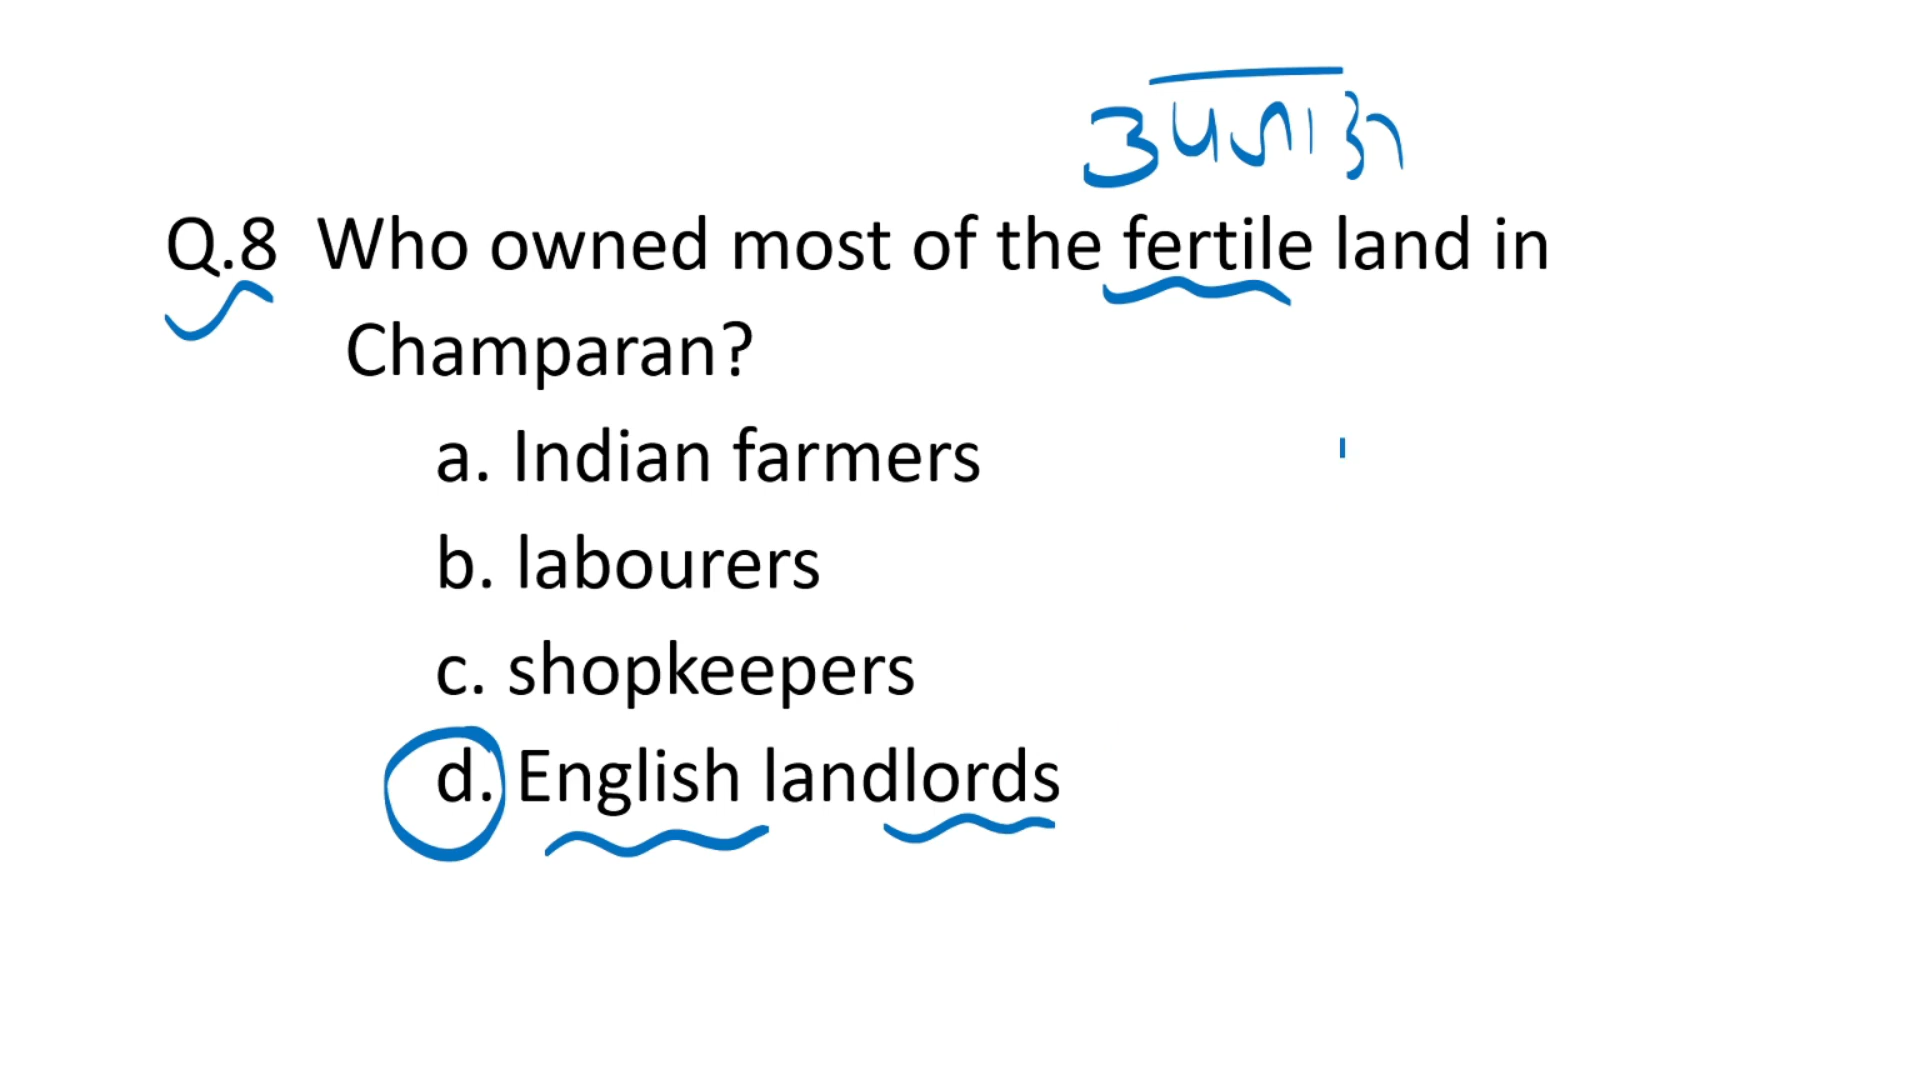 उपजाऊ
Q.8 Who owned most of the fertile land in
Champaran?
a. Indian farmers
b. labourers
c. shopkeepers
d. English landlords